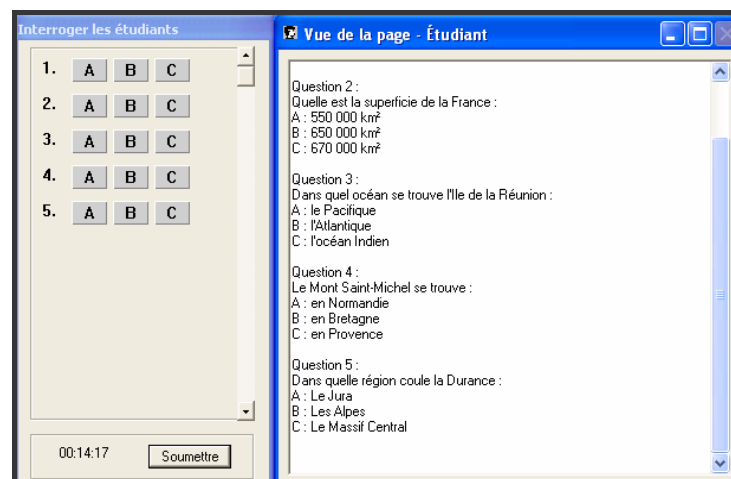 Interroger les étudiants
1. A B C
2. A B C
3. A B C
4. A B C
5. A B C
00:14:17 Soumettre
Vue de la page - Étudiant
Question 2 :
Quelle est la superficie de la France :
A : 550 000 km²
B : 650 000 km²
C : 670 000 km²
Question 3 :
Dans quel océan se trouve l'Ile de la Réunion :
A : le Pacifique
B : l'Atlantique
C : l'océan Indien
Question 4 :
Le Mont Saint-Michel se trouve :
A : en Normandie
B : en Bretagne
C : en Provence
Question 5 :
Dans quelle région coule la Durance :
A : Le Jura
B : Les Alpes
C : Le Massif Central